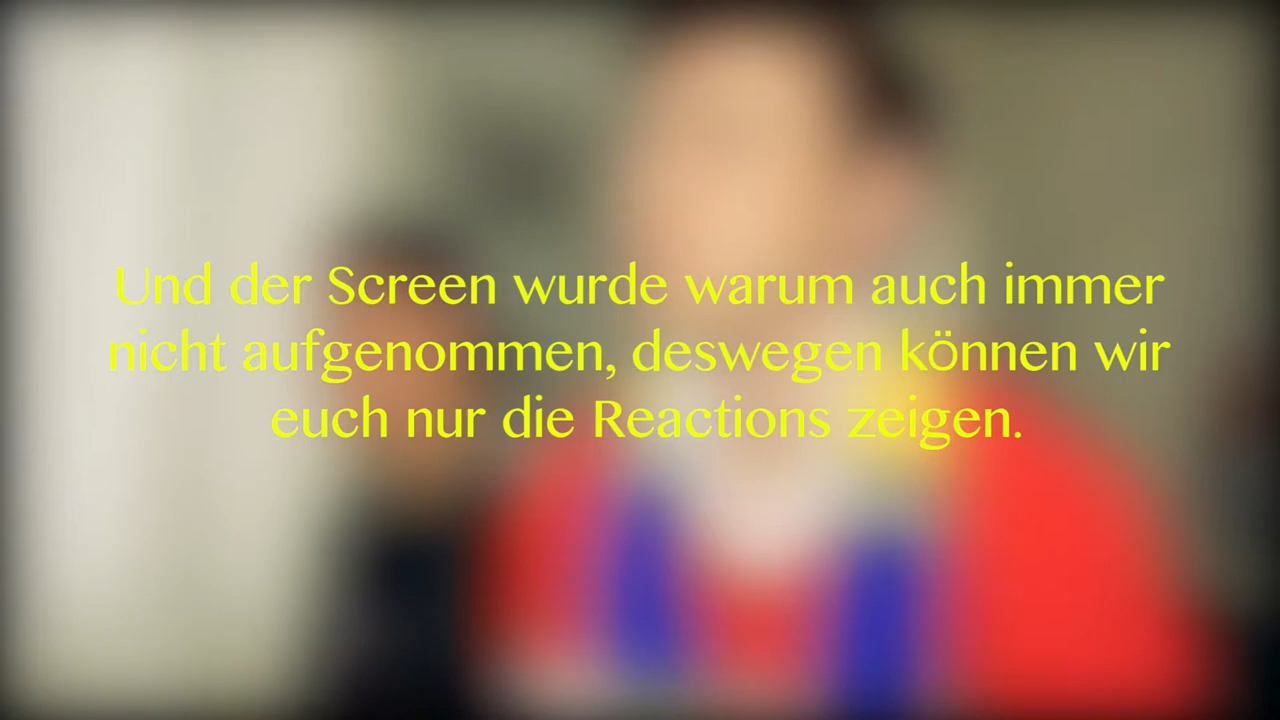 Und der Screen wurde warum auch immer
nicht aufgenommen, deswegen können wir
euch nur die Reactions zeigen.